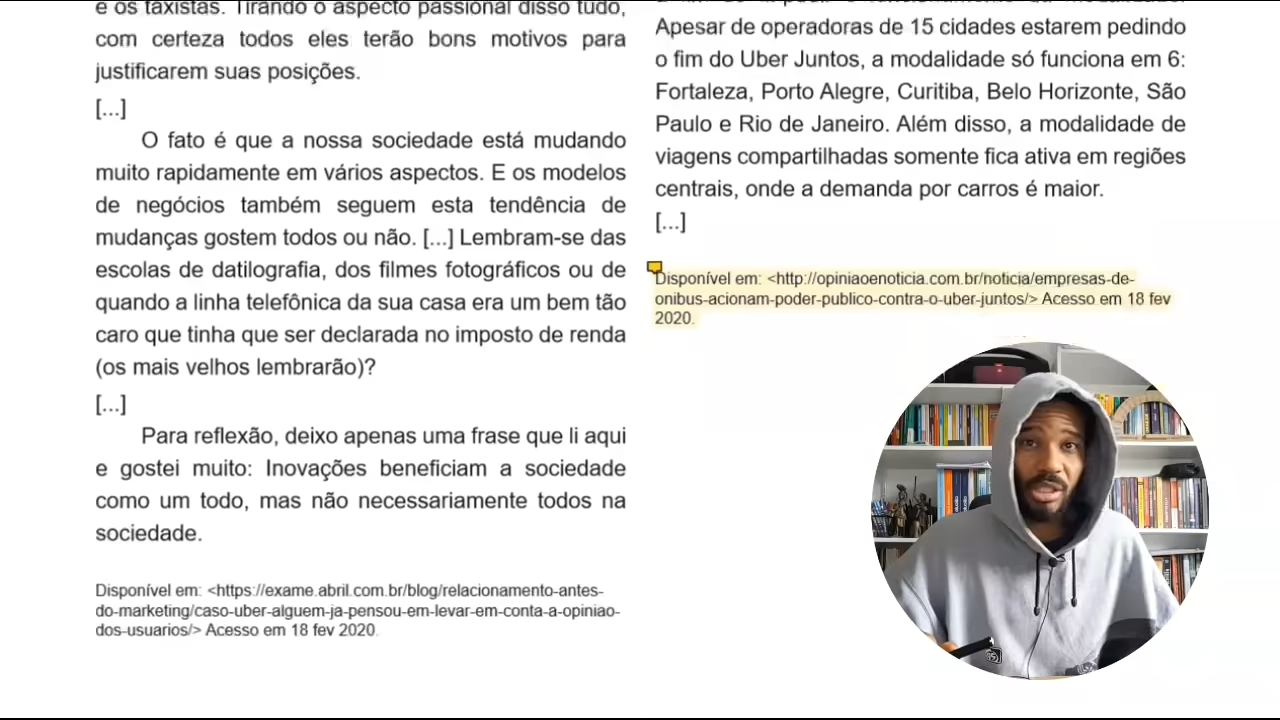 e os taxistas. Tirando o aspecto passional disso tudo,
com certeza todos eles terão bons motivos para
justificarem suas posições.
[...]
O fato é que a nossa sociedade está mudando
muito rapidamente em vários aspectos. E os modelos
de negócios também seguem esta tendência de
mudanças gostem todos ou não. [...] Lembram-se das
escolas de datilografia, dos filmes fotográficos ou de
quando a linha telefônica da sua casa era um bem tão
caro que tinha que ser declarada no imposto de renda
(os mais velhos lembrarão)?
[...]
Para reflexão, deixo apenas uma frase que li aqui
e gostei muito: Inovações beneficiam a sociedade
como um todo, mas não necessariamente todos na
sociedade.
Disponível em: <https://exame.abril.com.br/blog/relacionamento-antes-
do-marketing/caso-uber-alguem-ja-pensou-em-levar-em-conta-a-opiniao-
dos-usuarios/> Acesso em 18 fev 2020.
Apesar de operadoras de 15 cidades estarem pedindo
o fim do Uber Juntos, a modalidade só funciona em 6:
Fortaleza, Porto Alegre, Curitiba, Belo Horizonte, São
Paulo e Rio de Janeiro. Além disso, a modalidade de
viagens compartilhadas somente fica ativa em regiões
centrais, onde a demanda por carros é maior.
[...]
Disponível em: <http://opiniaoenoticia.com.br/noticia/empresas-de-
onibus-acionam-poder-publico-contra-o-uber-juntos/> Acesso em 18 fev
2020.